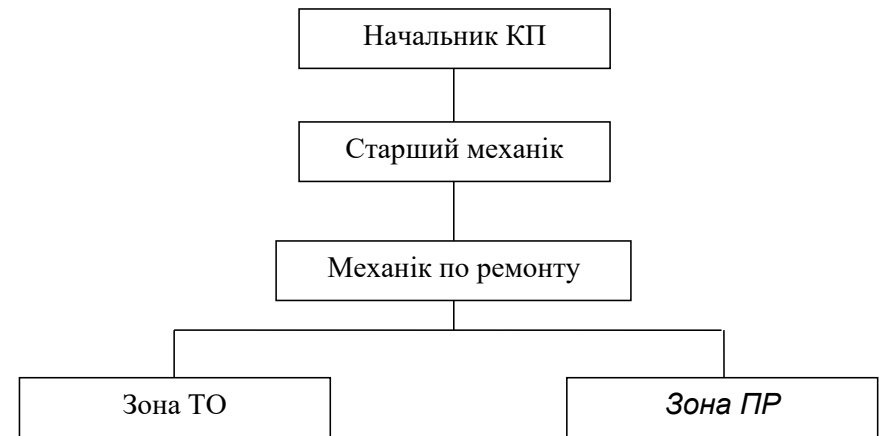 Начальник КП
Старший механік
Механік по ремонту
Зона ТО
Зона ПР